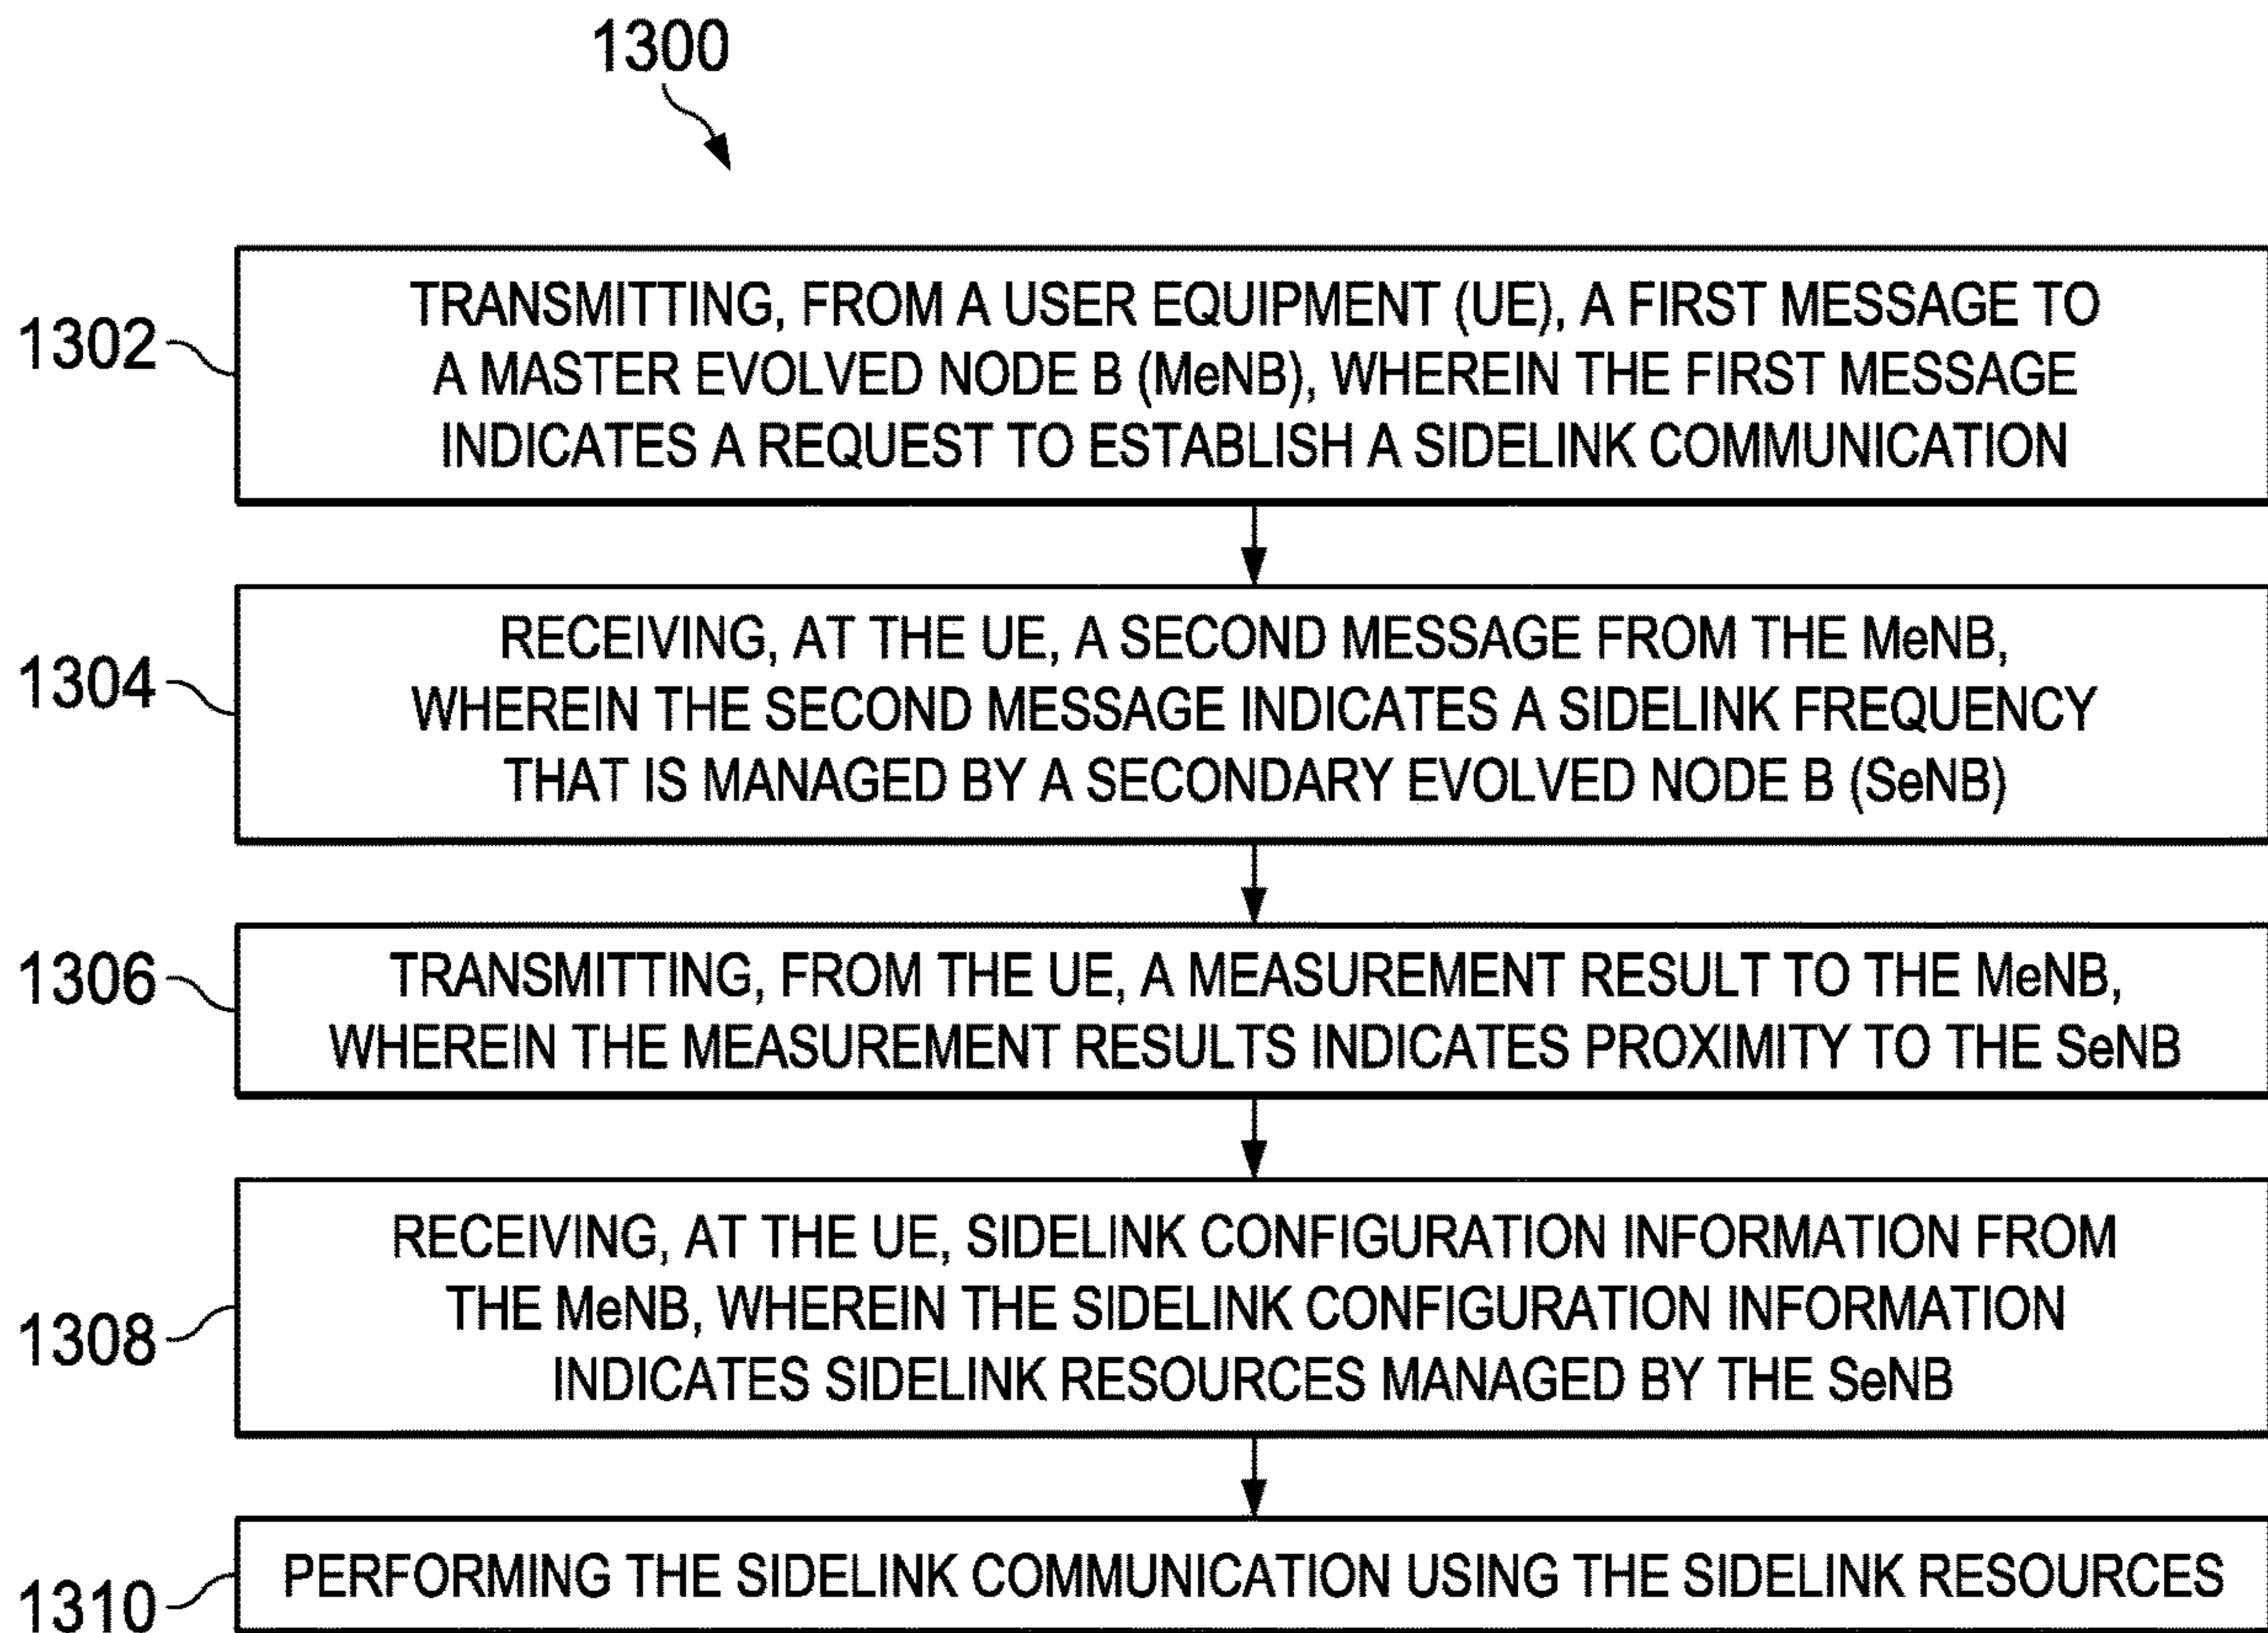 1300
1302
TRANSMITTING, FROM A USER EQUIPMENT (UE), A FIRST MESSAGE TO
A MASTER EVOLVED NODE B (MeNB), WHEREIN THE FIRST MESSAGE
INDICATES A REQUEST TO ESTABLISH A SIDELINK COMMUNICATION
1304
RECEIVING, AT THE UE, A SECOND MESSAGE FROM THE MeNB,
WHEREIN THE SECOND MESSAGE INDICATES A SIDELINK FREQUENCY
THAT IS MANAGED BY A SECONDARY EVOLVED NODE B (SeNB)
1306
TRANSMITTING, FROM THE UE, A MEASUREMENT RESULT TO THE MeNB,
WHEREIN THE MEASUREMENT RESULTS INDICATES PROXIMITY TO THE SeNB
1308
RECEIVING, AT THE UE, SIDELINK CONFIGURATION INFORMATION FROM
THE MeNB, WHEREIN THE SIDELINK CONFIGURATION INFORMATION
INDICATES SIDELINK RESOURCES MANAGED BY THE SeNB
1310
PERFORMING THE SIDELINK COMMUNICATION USING THE SIDELINK RESOURCES